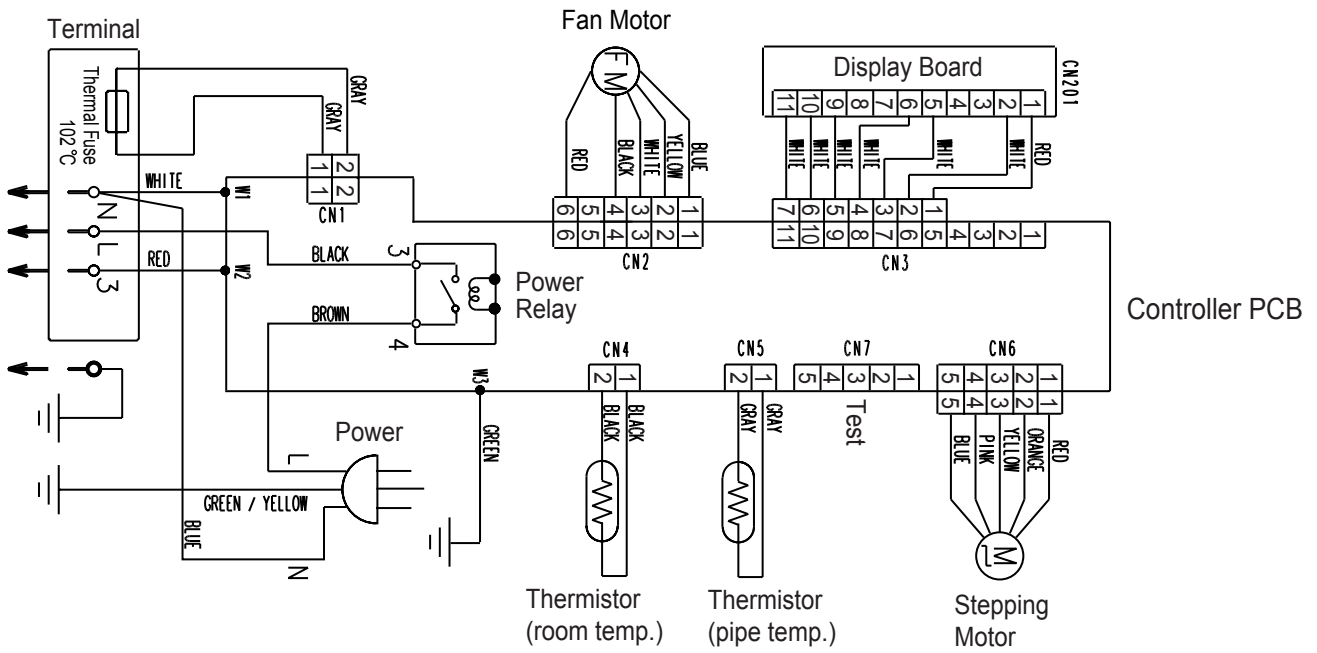 Terminal
Thermal Fuse
102℃
GRAY
GRAY
1 2
1 2
CN1
WHITE
W1
N
L
3
RED
W2
BLACK
BROWN
3
4
Power
Relay
Fan Motor
F M
RED
BLACK
WHITE
YELLOW
BLUE
6 5 4 3 2 1
6 5 4 3 2 1
CN2
Display Board
CN201
11 10 9 8 7 6 5 4 3 2 1
WHITE
WHITE
WHITE
WHITE
WHITE
WHITE
RED
7 6 5 4 3 2 1
11 10 9 8 7 6 5 4 3 2 1
CN3
Controller PCB
W3
GREEN
Power
L
GREEN / YELLOW
BLUE
N
CN4
2 1
BLACK
BLACK
Thermistor
(room temp.)
CN5
2 1
GRAY
GRAY
Thermistor
(pipe temp.)
CN7
5 4 3 2 1
Test
CN6
5 4 3 2 1
5 4 3 2 1
BLUE
PINK
YELLOW
ORANGE
RED
LM
Stepping
Motor